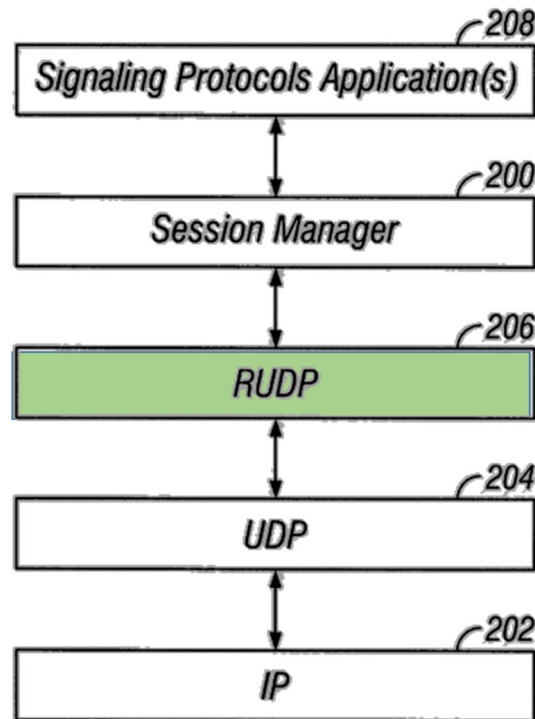 208
Signaling Protocols Application(s)
200
Session Manager
206
RUDP
204
UDP
202
IP